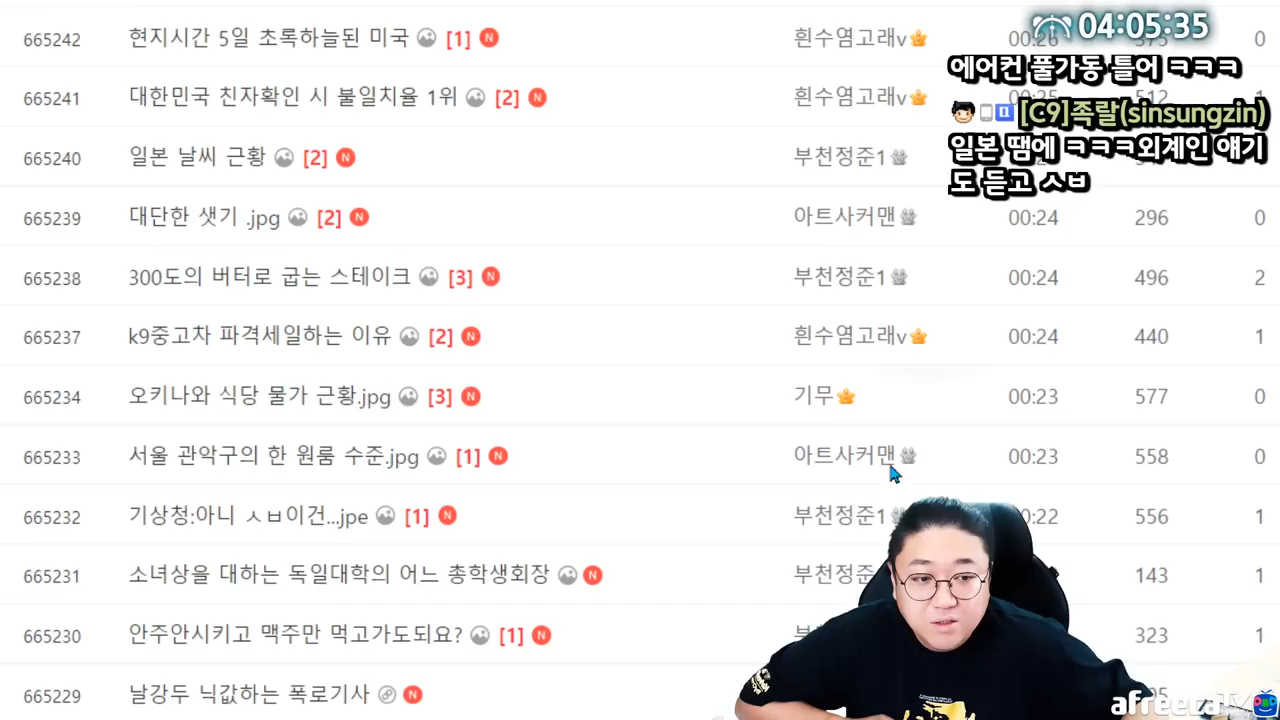 04:05:35
665242 현지시간 5일 초록하늘된 미국 [1] N 흰수염고래v 00:26 375 0
에어컨 풀가동 틀어 ㅋㅋㅋ
665241 대한민국 친자확인 시 불일치율 1위 [2] N 흰수염고래v 00:25 512
[C9]족랄(sinsungzin)
일본 땜에 ㅋㅋㅋ외계인 얘기
도 듣고 ㅅㅂ
665240 일본 날씨 근황 [2] N 부천정준1
665239 대단한 샛기 .jpg [2] N 아트사커맨 00:24 296 0
665238 300도의 버터로 굽는 스테이크 [3] N 부천정준1 00:24 496 2
665237 k9중고차 파격세일하는 이유 [2] N 흰수염고래v 00:24 440 1
665234 오키나와 식당 물가 근황.jpg [3] N 기무 00:23 577 0
665233 서울 관악구의 한 원룸 수준.jpg [1] N 아트사커맨 00:23 558 0
665232 기상청:아니 ㅅㅂ이건...jpe [1] N 부천정준1 0:22 556 1
665231 소녀상을 대하는 독일대학의 어느 총학생회장 N 부천정준 143 1
665230 안주안시키고 맥주만 먹고가도되요? [1] N 323 1
665229 날강두 닉값하는 폭로기사 N
afreecaTV